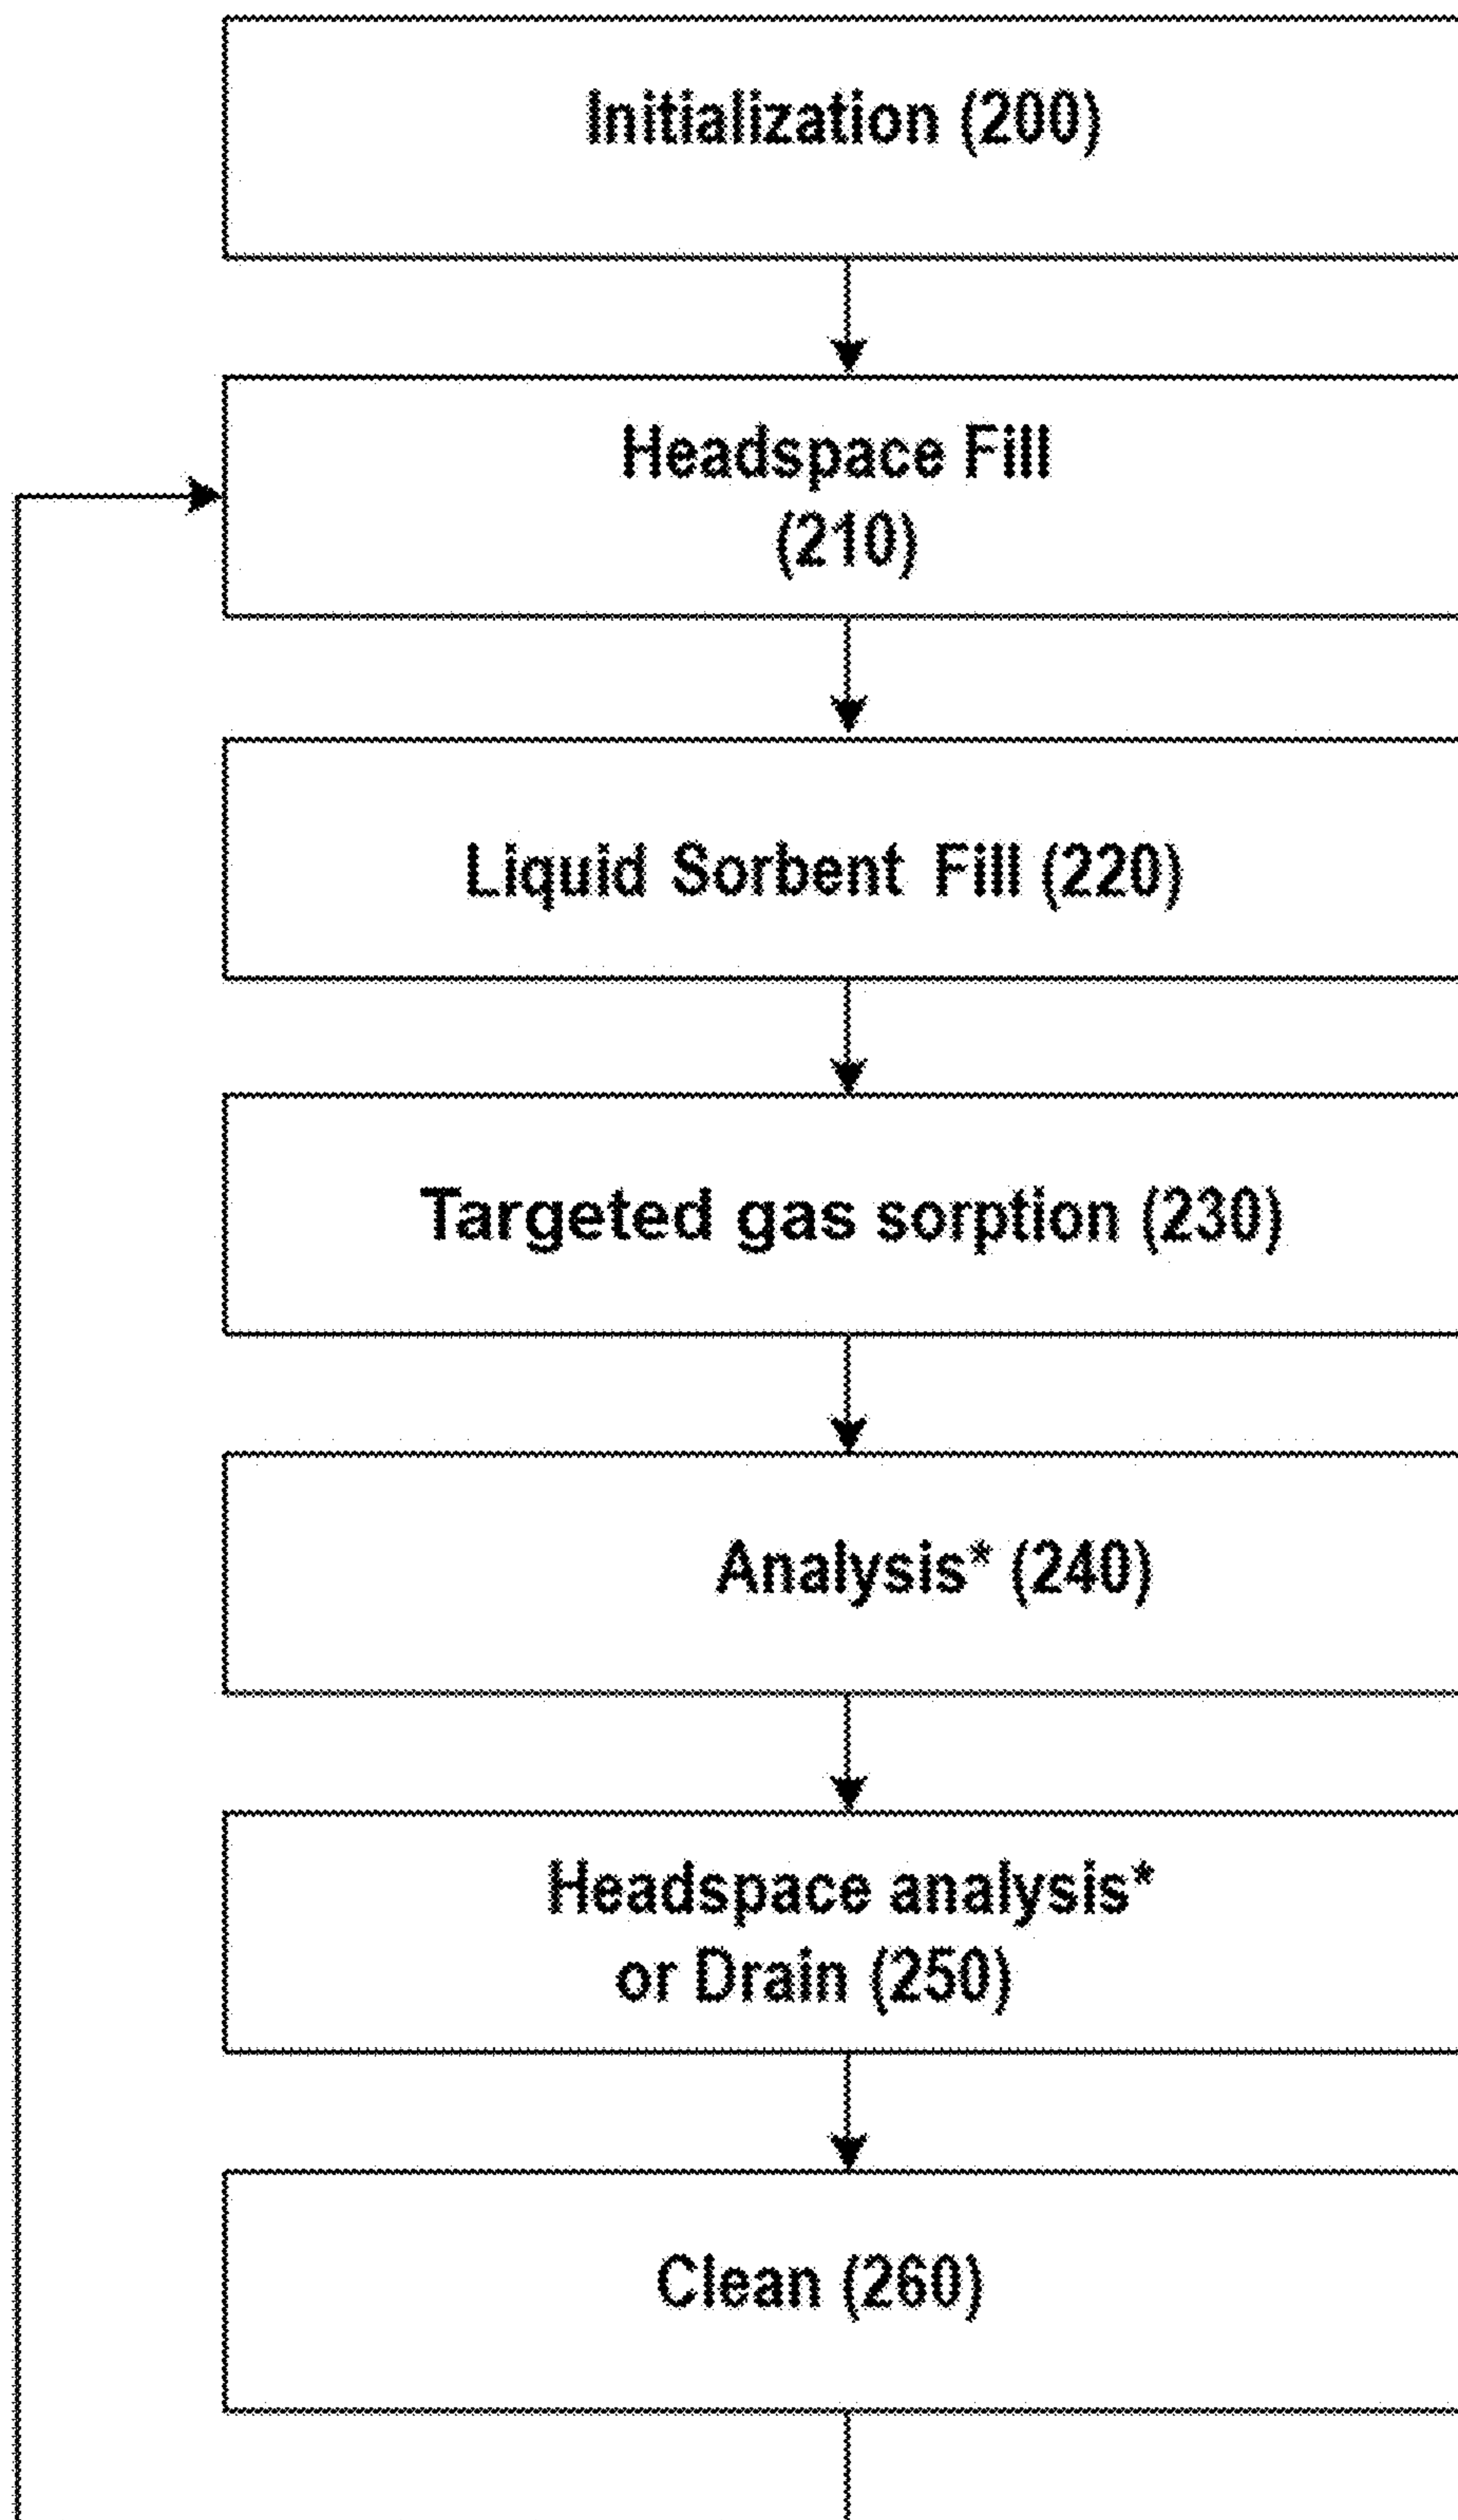 Initialization (200)
Headspace Fill
(210)
Liquid Sorbent Fill (220)
Targeted gas sorption (230)
Analysis* (240)
Headspace analysis*
or Drain (250)
Clean (260)